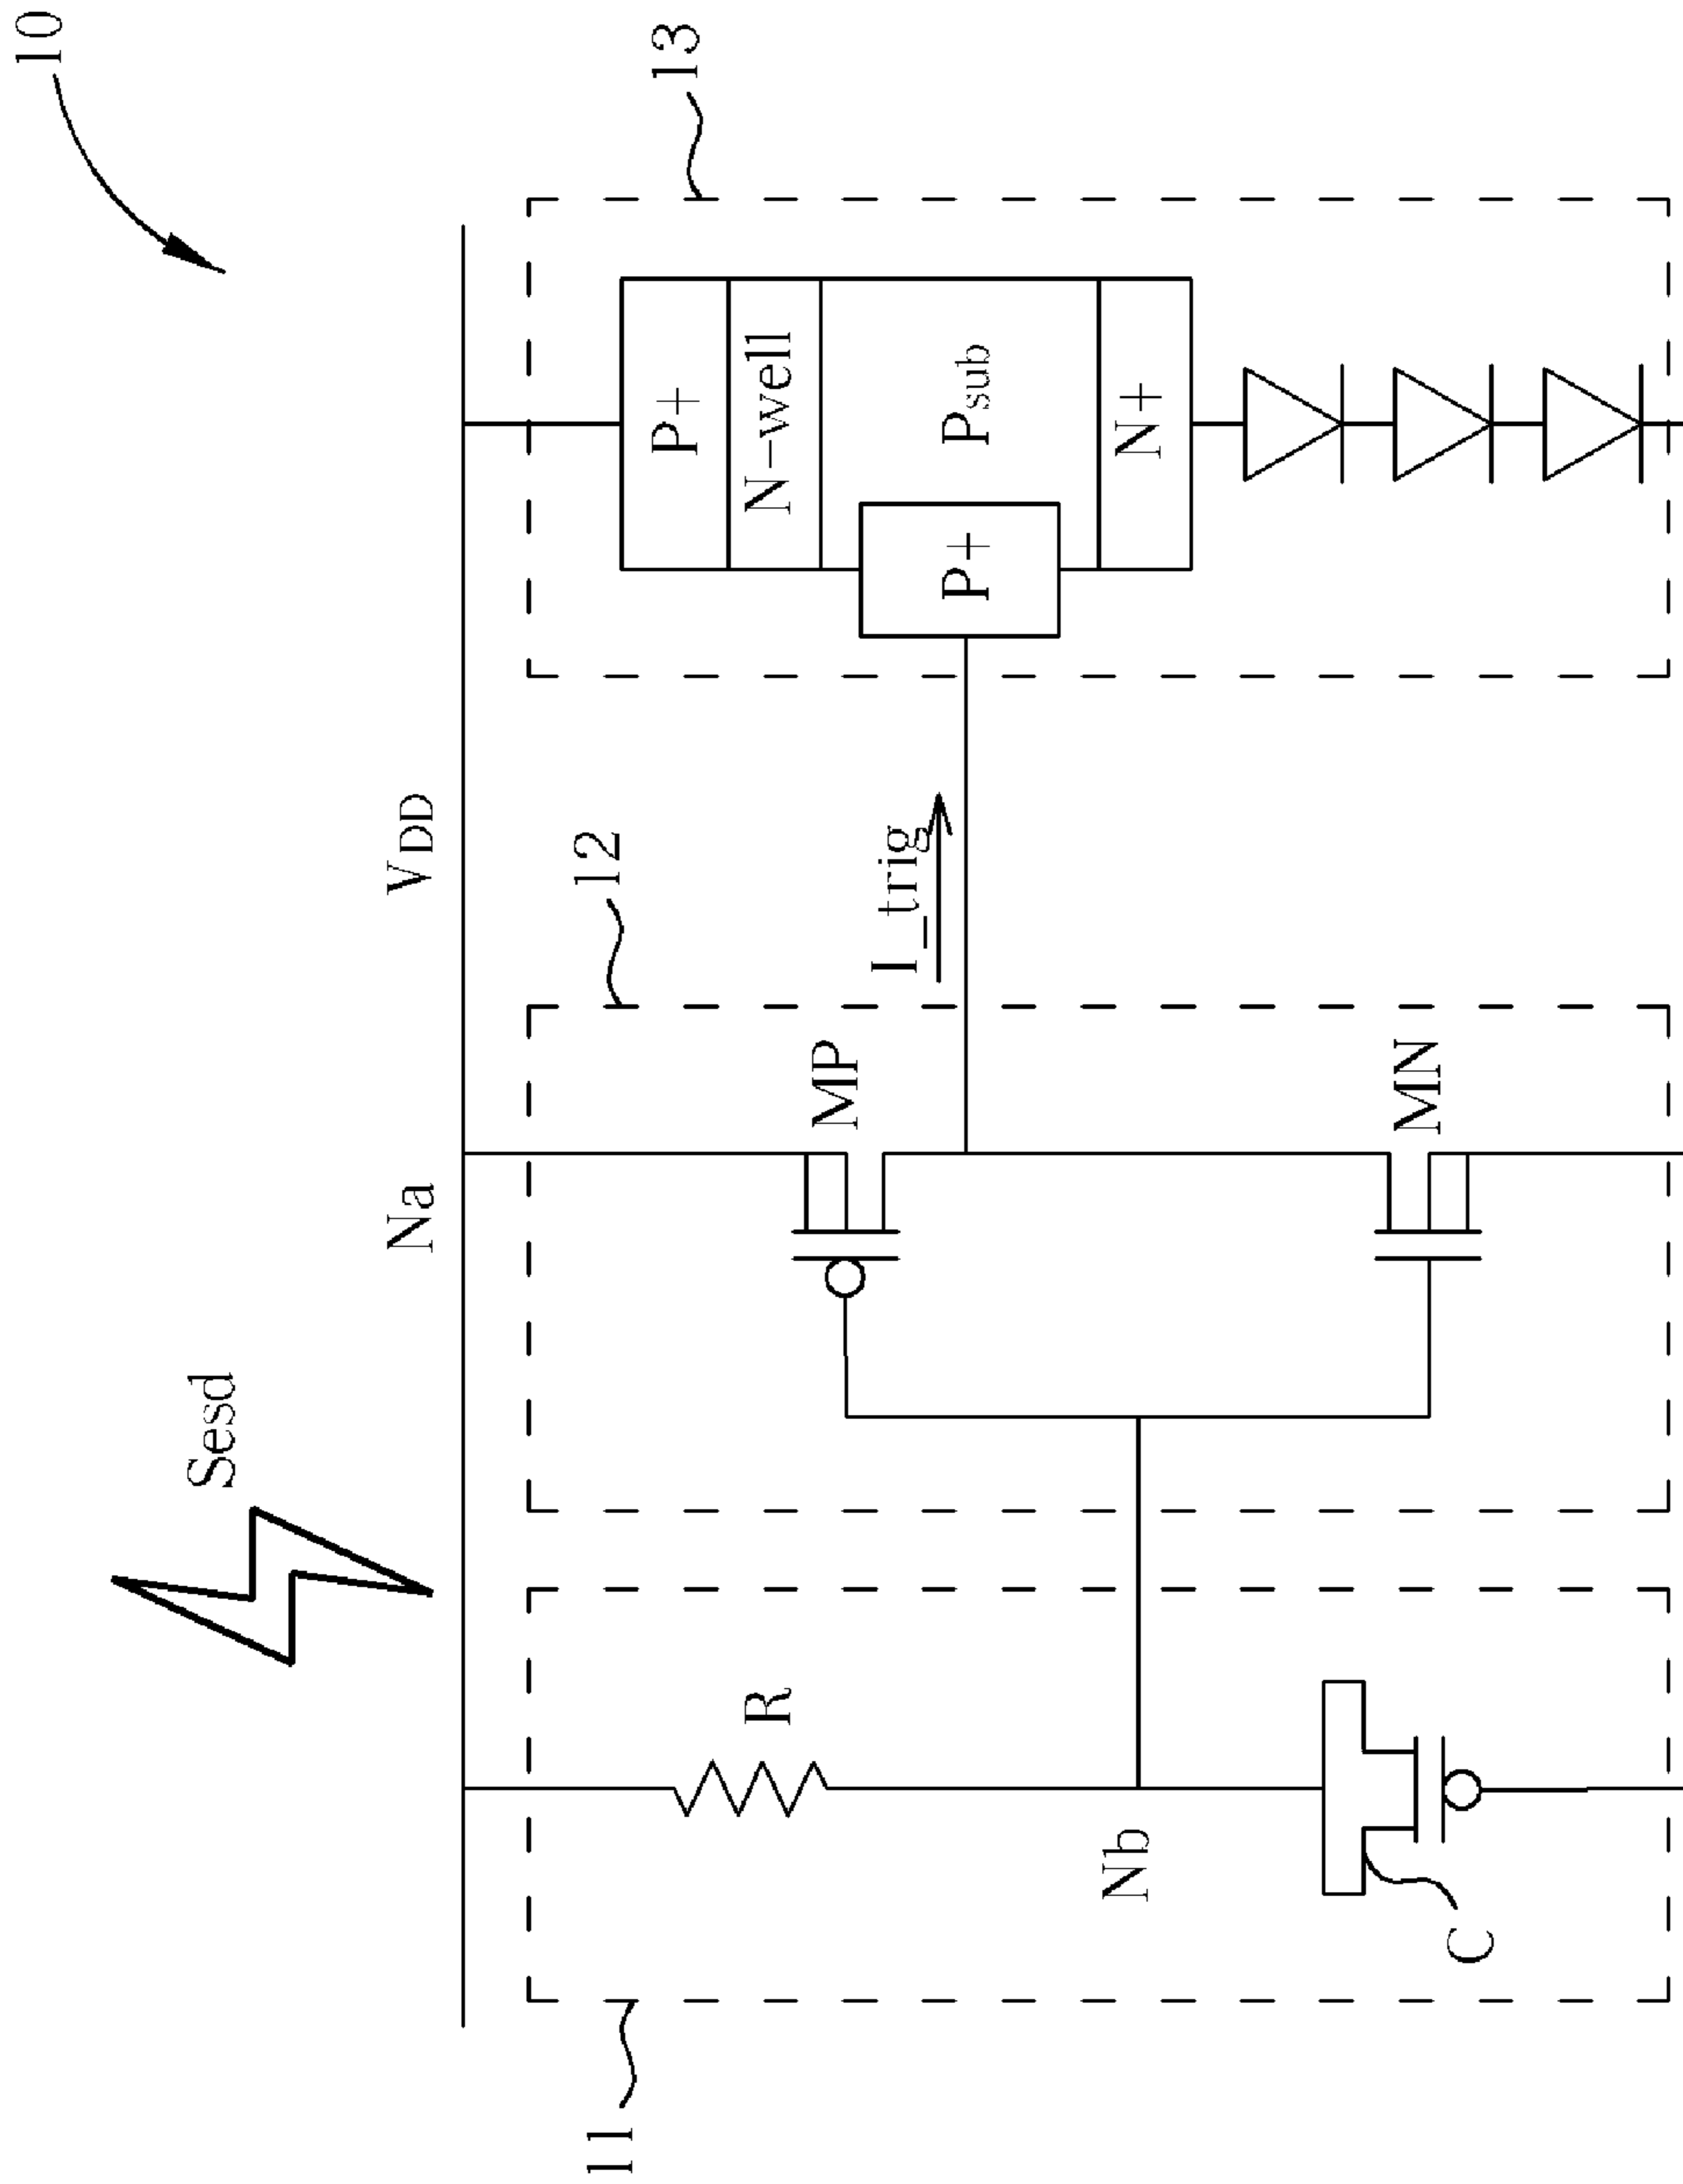 10
Sesd
Na
VDD
11
12
13
R
Nb
C
MP
MN
I_trig
P+
N-well
Psub
P+
N+